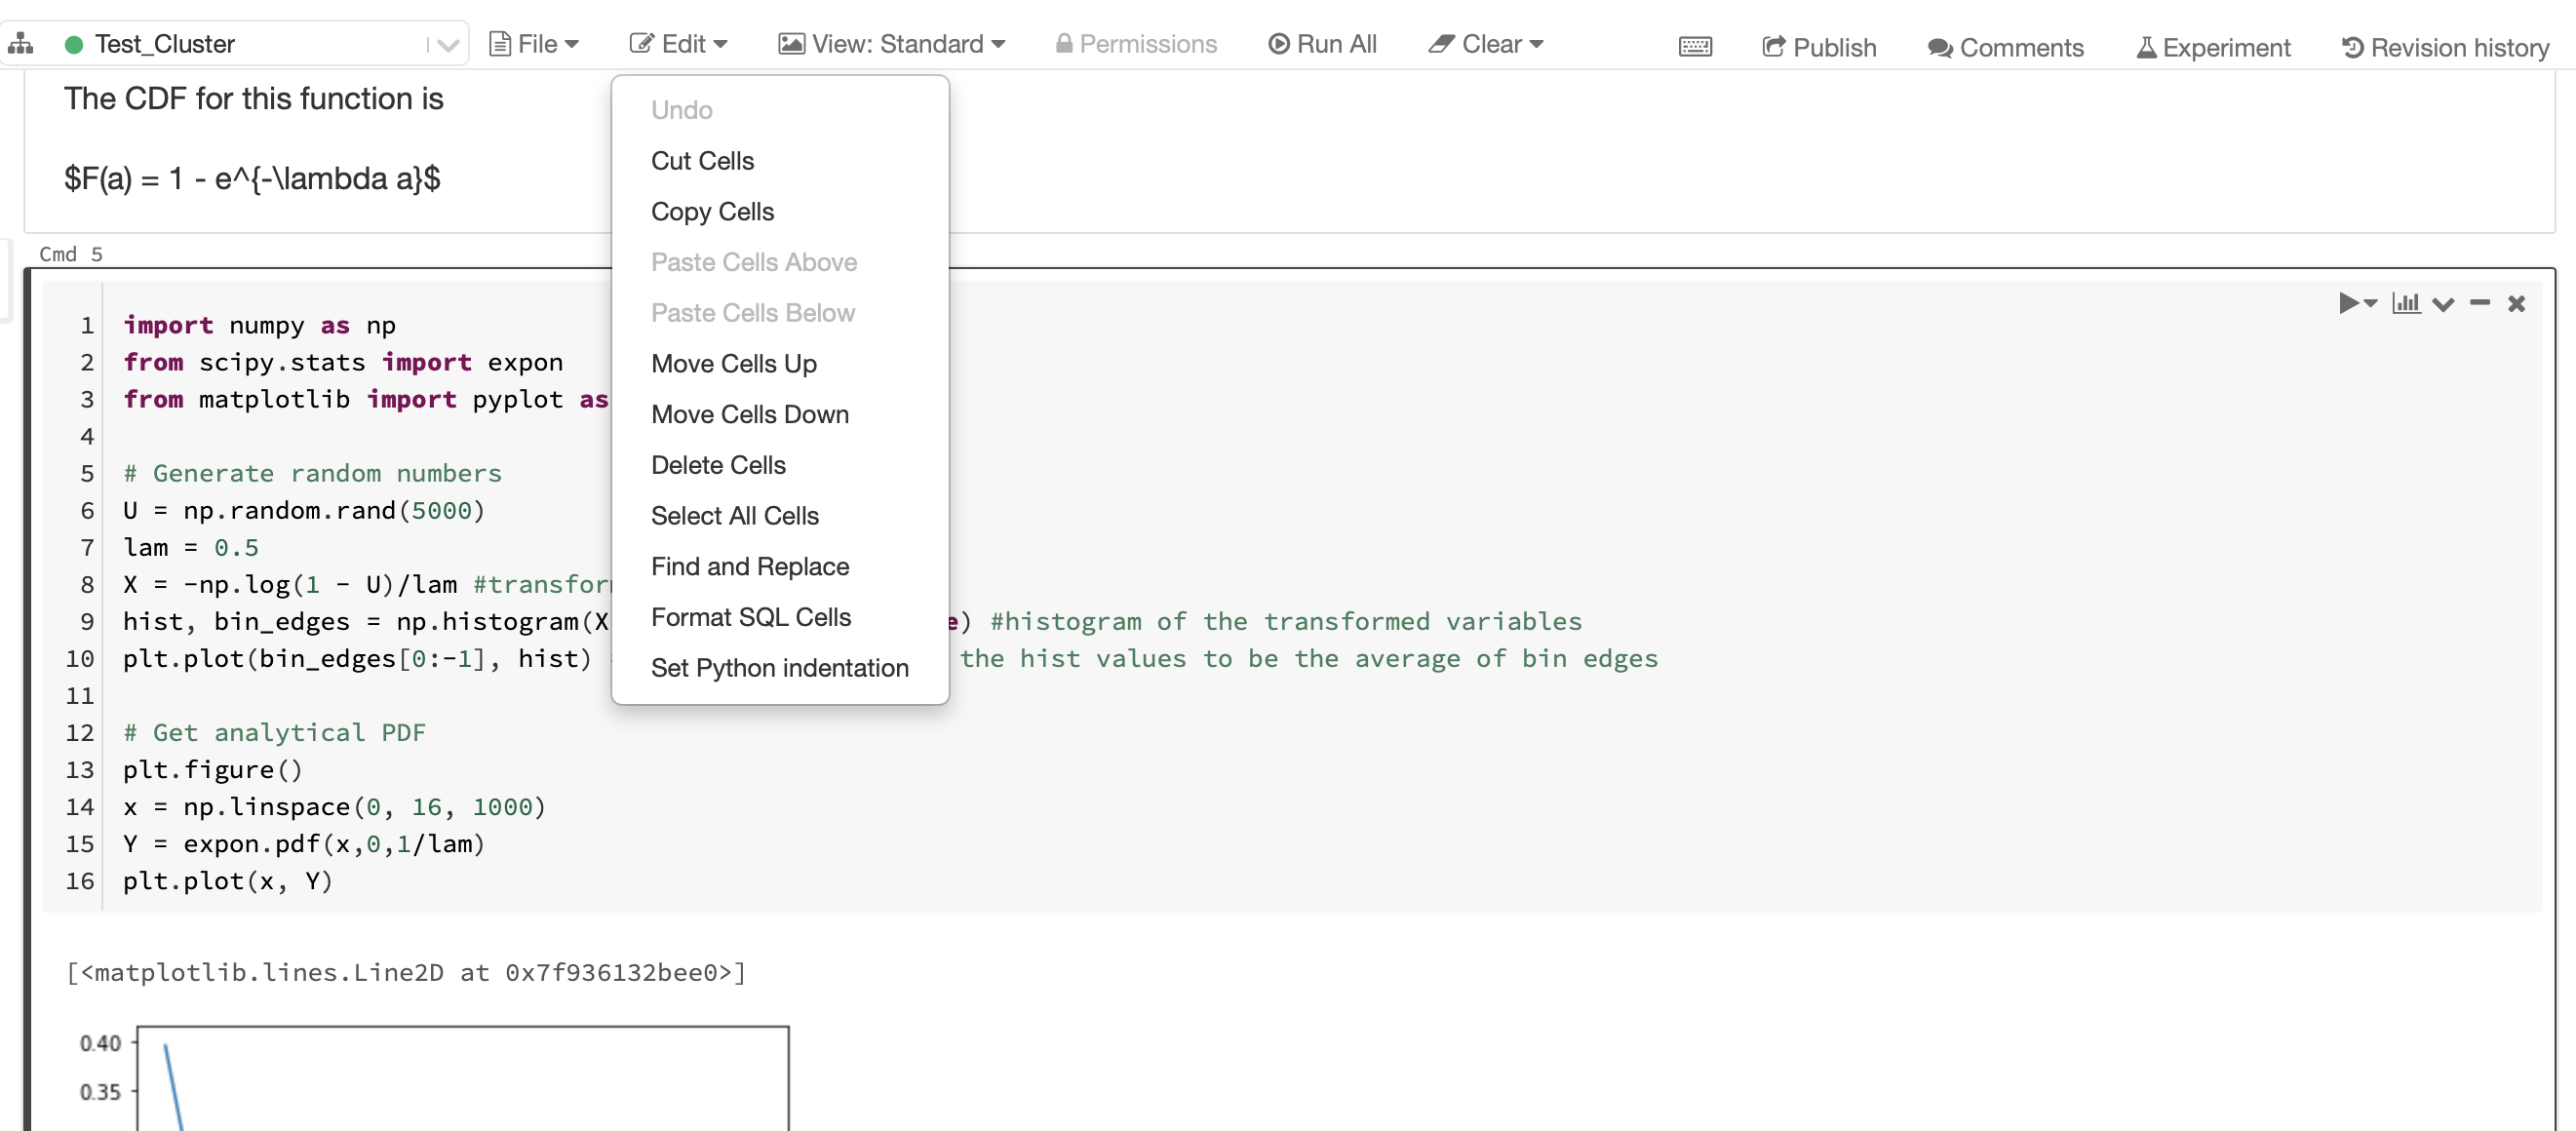 Test_Cluster File Edit View: Standard Permissions Run All Clear Publish Comments Experiment Revision history
The CDF for this function is
$F(a) = 1 - e^{-\lambda a}$
Undo
Cut Cells
Copy Cells
Paste Cells Above
Paste Cells Below
Move Cells Up
Move Cells Down
Delete Cells
Select All Cells
Find and Replace
Format SQL Cells
Set Python indentation
Cmd 5
1 import numpy as np
2 from scipy.stats import expon
3 from matplotlib import pyplot as
4
5 # Generate random numbers
6 U = np.random.rand(5000)
7 lam = 0.5
8 X = -np.log(1 - U)/lam
9 hist, bin_edges = np.histogram(X e) #histogram of the transformed variables
10 plt.plot(bin_edges[0:-1], hist) the hist values to be the average of bin edges
11
12 # Get analytical PDF
13 plt.figure()
14 x = np.linspace(0, 16, 1000)
15 Y = expon.pdf(x,0,1/lam)
16 plt.plot(x, Y)
[<matplotlib.lines.Line2D at 0x7f936132bee0>]
0.40
0.35